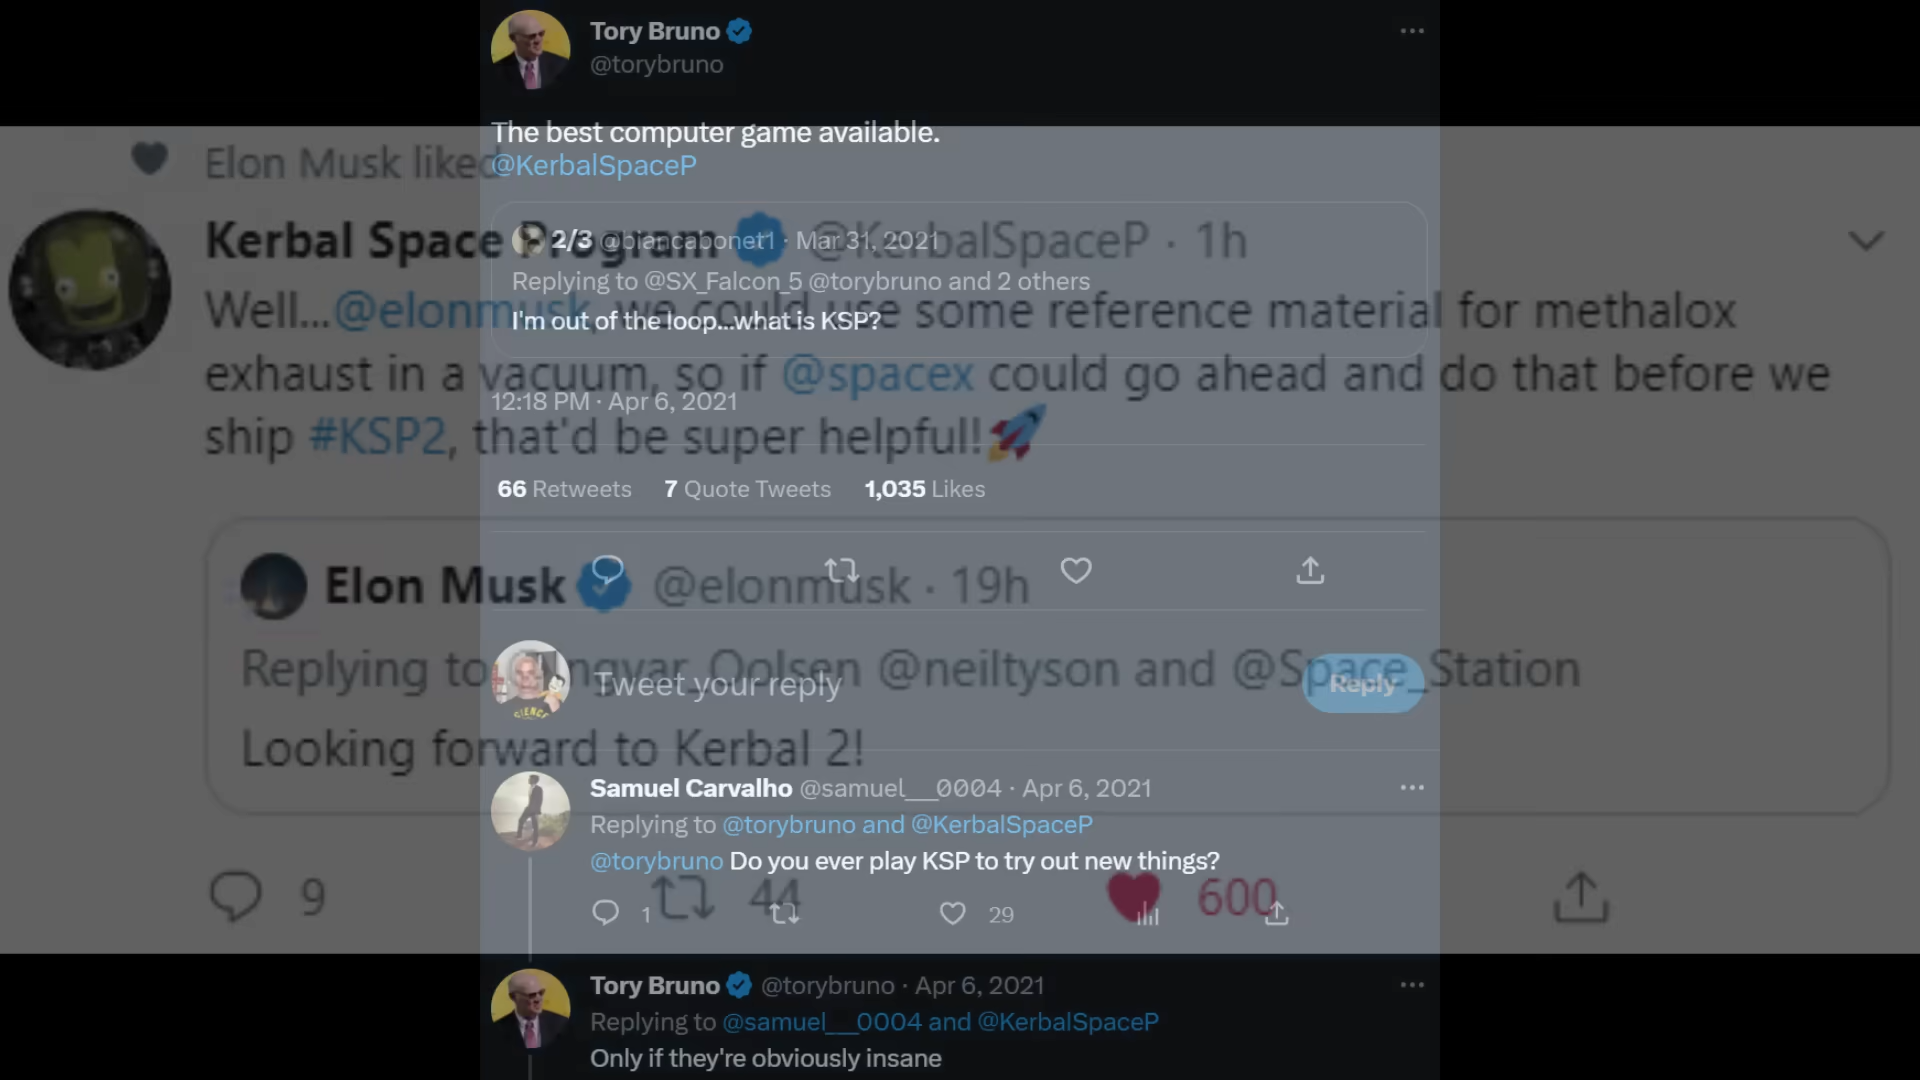 Tory Bruno
@torybruno
The best computer game available.
@KerbalSpaceP
2/3 @biancabonet1 · Mar 31, 2021
Replying to @SX_Falcon_5 @torybruno and 2 others
I'm out of the loop...what is KSP?
12:18 PM · Apr 6, 2021
66 Retweets 7 Quote Tweets 1,035 Likes
Tweet your reply
Reply
CIENC
Samuel Carvalho @samuel__0004 · Apr 6, 2021
Replying to @torybruno and @KerbalSpaceP
@torybruno Do you ever play KSP to try out new things?
1 29
Tory Bruno @torybruno · Apr 6, 2021
Replying to @samuel__0004 and @KerbalSpaceP
Only if they're obviously insane
Elon Musk liked
Kerbal Space Program @KerbalSpaceP · 1h
Well...@elonmusk, we could use some reference material for methalox
exhaust in a vacuum, so if @spacex could go ahead and do that before we
ship #KSP2, that'd be super helpful!
Elon Musk @elonmusk · 19h
Replying to @neiltyson and @Space_Station
Looking forward to Kerbal 2!
9 44 600